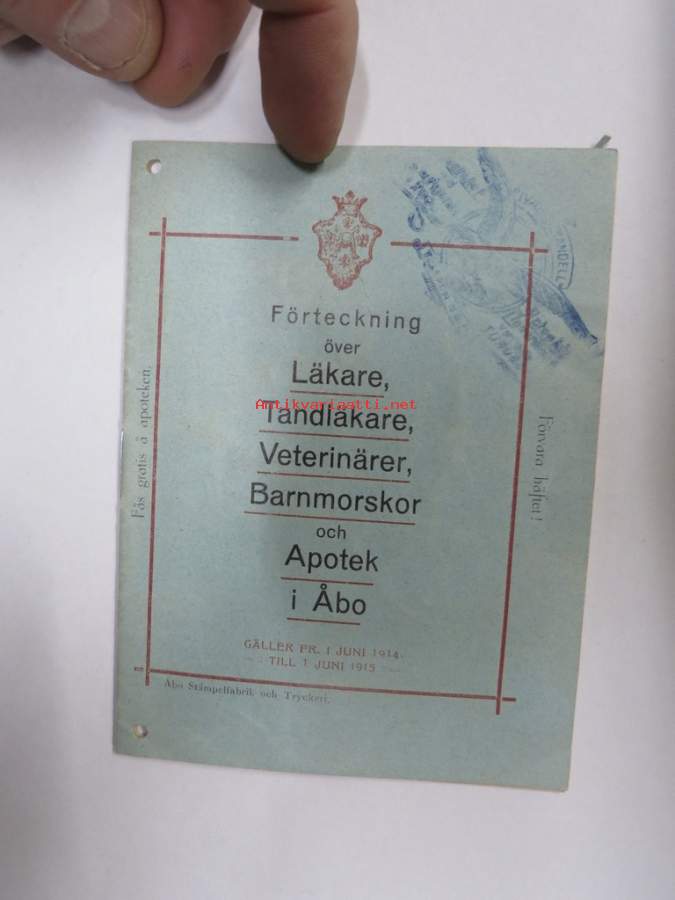 Förteckning
över
Läkare,
Antikvariaatti.net
Tandläkare,
Veterinärer,
Barnmorskor
och
Apotek
i Åbo
GÄLLER PR. 1 JUNI 1914
TILL 1 JUNI 1915
Åbo Stämpelfabrik och Tryckeri.
Fås gratis å apoteken.
Förvara häftet!